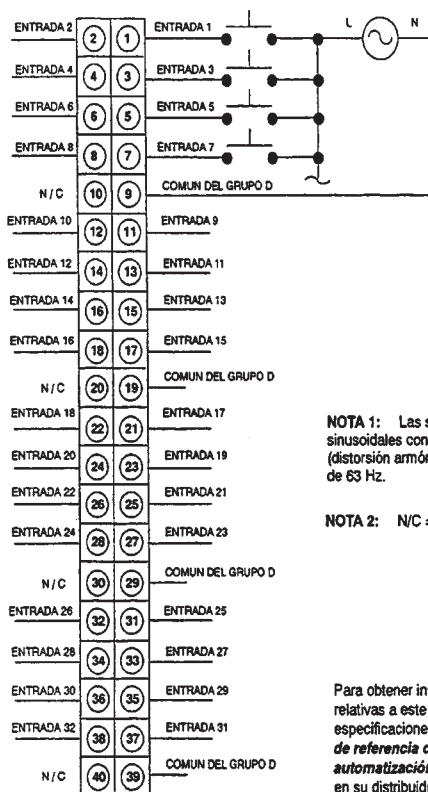 L N
ENTRADA 2 2 1 ENTRADA 1
ENTRADA 4 4 3 ENTRADA 3
ENTRADA 6 6 5 ENTRADA 5
ENTRADA 8 8 7 ENTRADA 7
N/C 10 9 COMUN DEL GRUPO D
ENTRADA 10 12 11 ENTRADA 9
ENTRADA 12 14 13 ENTRADA 11
ENTRADA 14 16 15 ENTRADA 13
ENTRADA 16 18 17 ENTRADA 15
N/C 20 19 COMUN DEL GRUPO D
ENTRADA 18 22 21 ENTRADA 17
ENTRADA 20 24 23 ENTRADA 19
ENTRADA 22 26 25 ENTRADA 21
ENTRADA 24 28 27 ENTRADA 23
N/C 30 29 COMUN DEL GRUPO D
ENTRADA 26 32 31 ENTRADA 25
ENTRADA 28 34 33 ENTRADA 27
ENTRADA 30 36 35 ENTRADA 29
ENTRADA 32 38 37 ENTRADA 31
N/C 40 39 COMUN DEL GRUPO D
NOTA 1: Las
sinusoidales con
(distorsión
de 63 Hz.
NOTA 2: N/C =
Para obtener
relativas a este
especificaciones
de referencia
automatización
en su